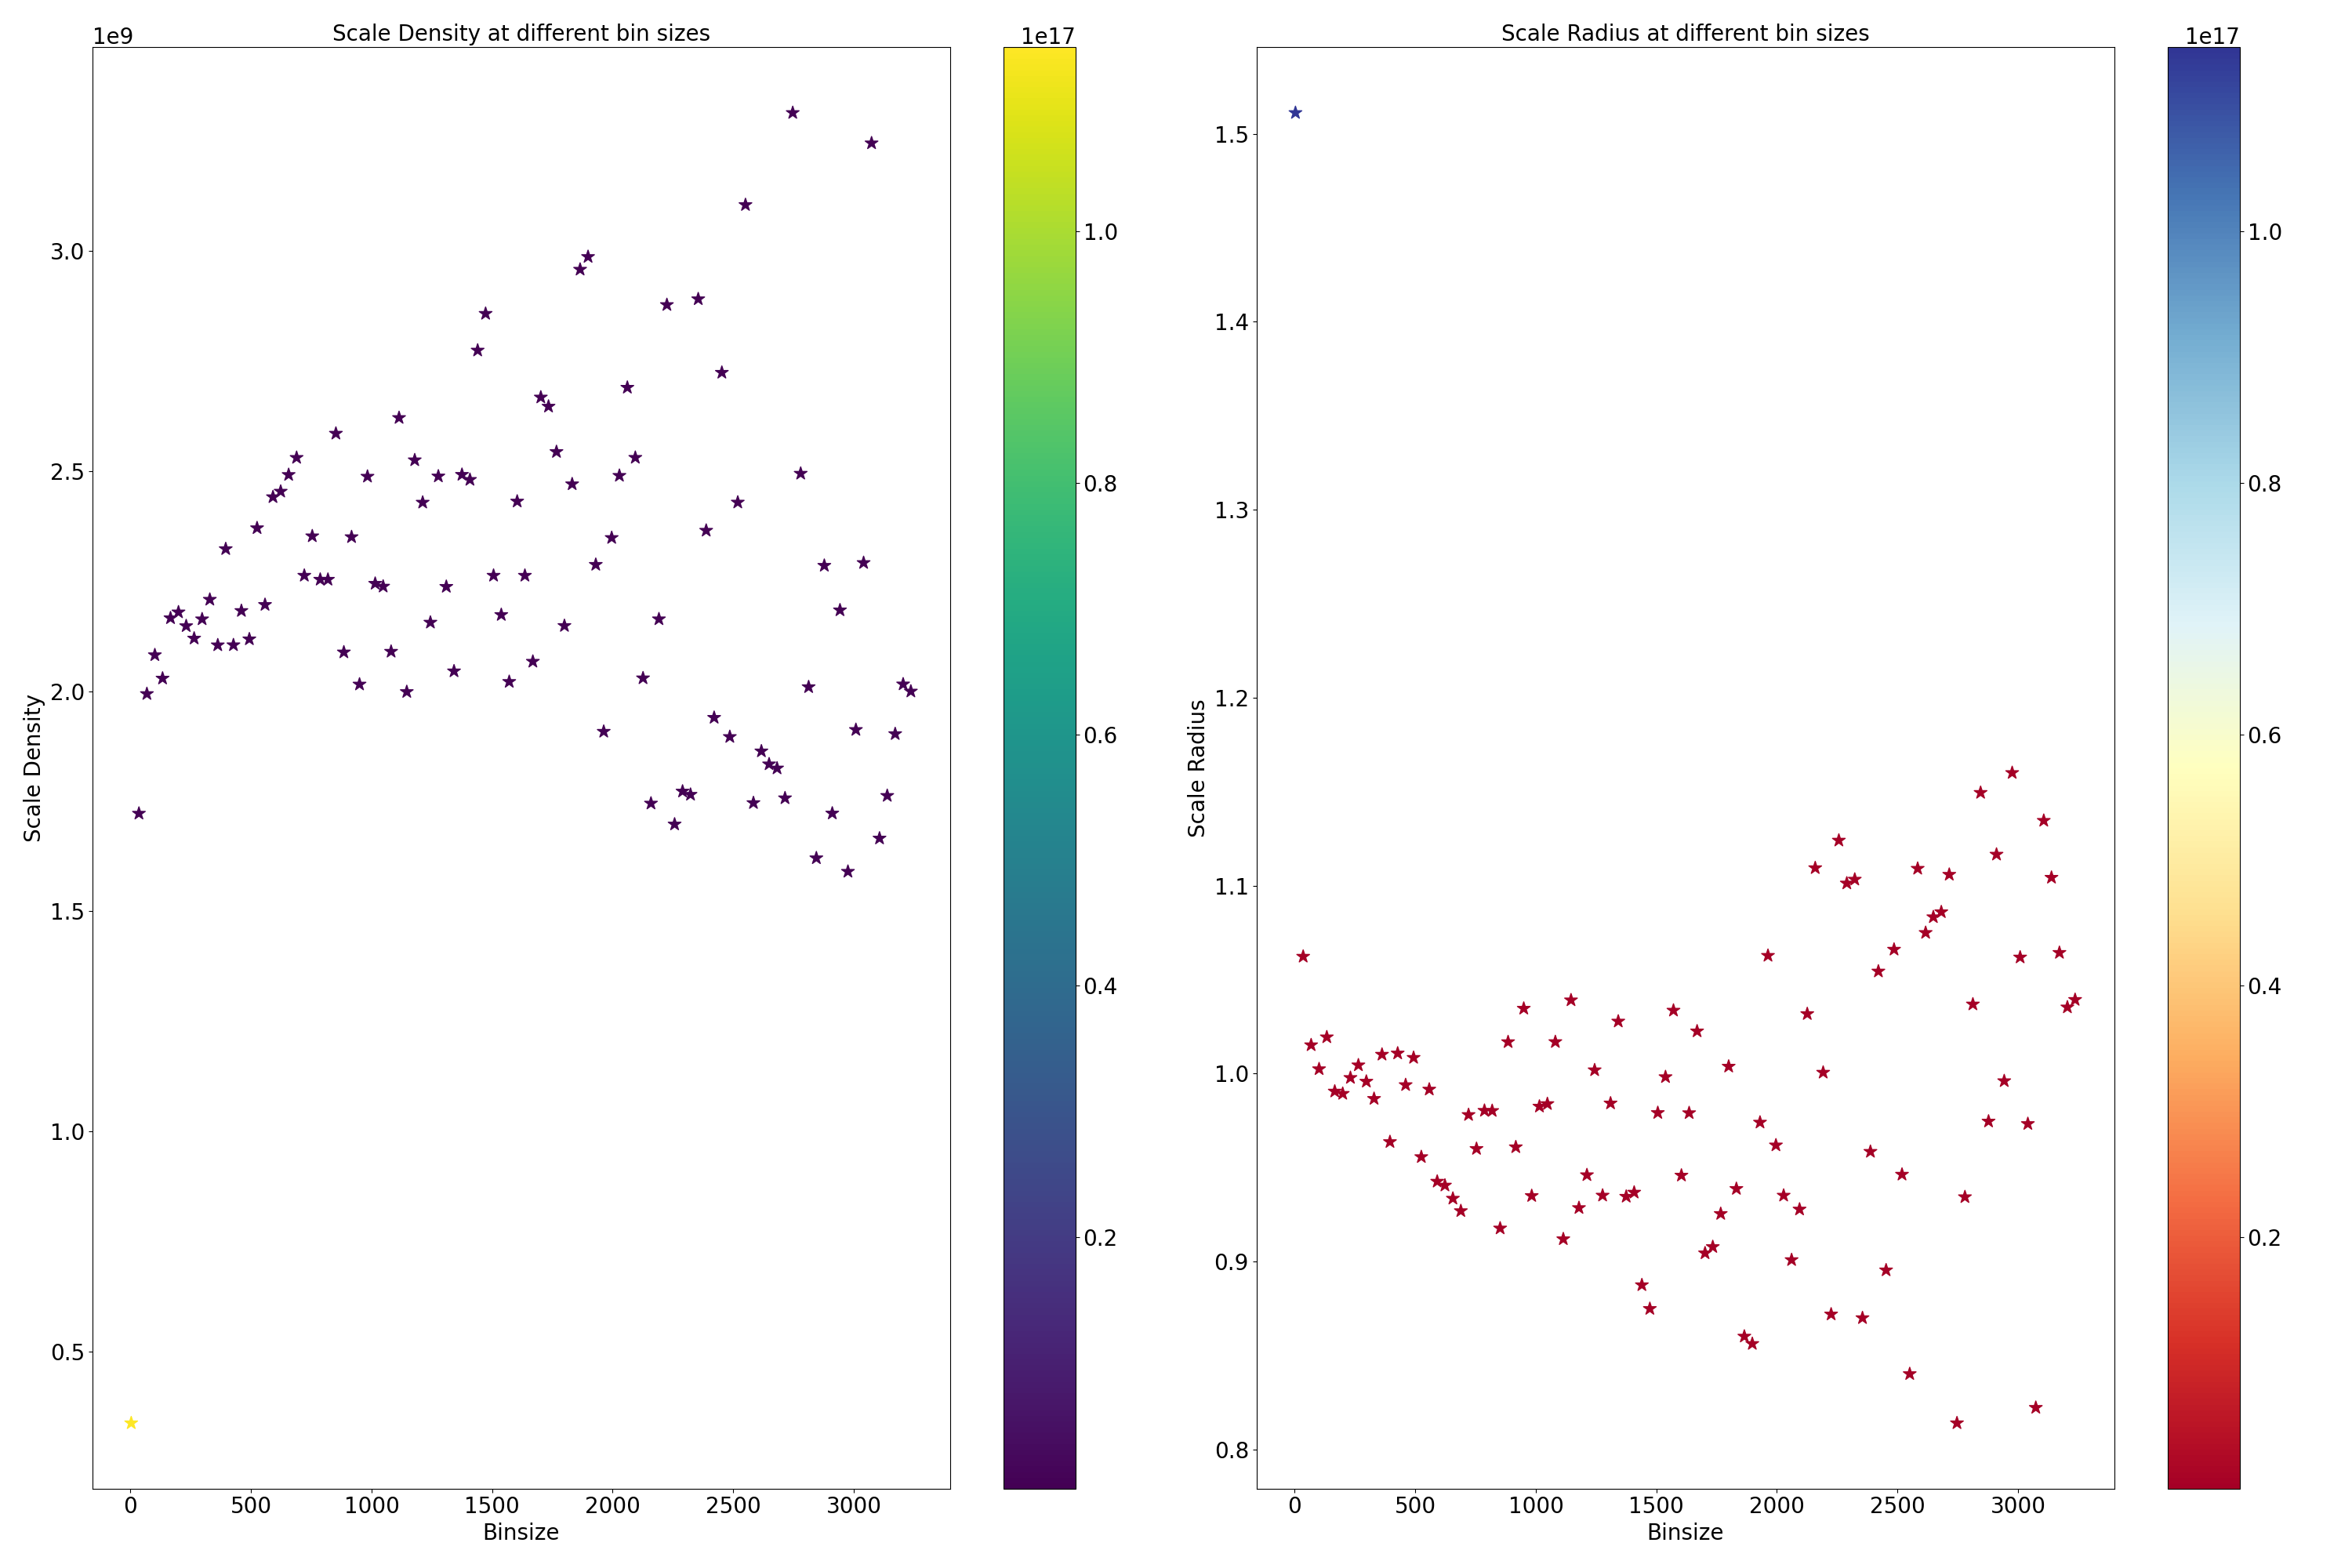 Scale Density at different bin sizes
1e9
3.0
2.5
2.0
1.5
1.0
0.5
Scale Density
0 500 1000 1500 2000 2500 3000
Binsize
1e17
1.0
0.8
0.6
0.4
0.2
Scale Radius at different bin sizes
1.5
1.4
1.3
1.2
1.1
1.0
0.9
0.8
Scale Radius
0 500 1000 1500 2000 2500 3000
Binsize
1e17
1.0
0.8
0.6
0.4
0.2